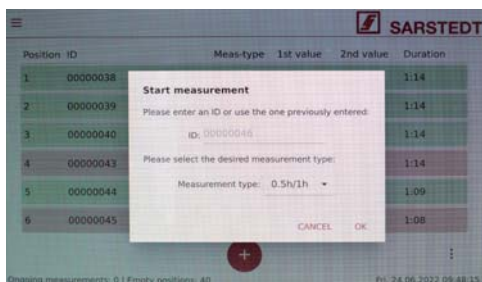 SARSTEDT
Position ID Meas-type 1st value 2nd value Duration
1 00000038 1:14
2 00000039 1:14
3 00000040 1:14
4 00000043 1:14
5 00000044 1:09
6 00000045 1:08
Start measurement
Please enter an ID or use the one previously entered:
ID: 00000046
Please select the desired measurement type:
Measurement type: 0.5h/1h
CANCEL OK
+
Ongoing measurements: 0 | Empty positions: 40 Fri, 24.06.2022 09:48:15